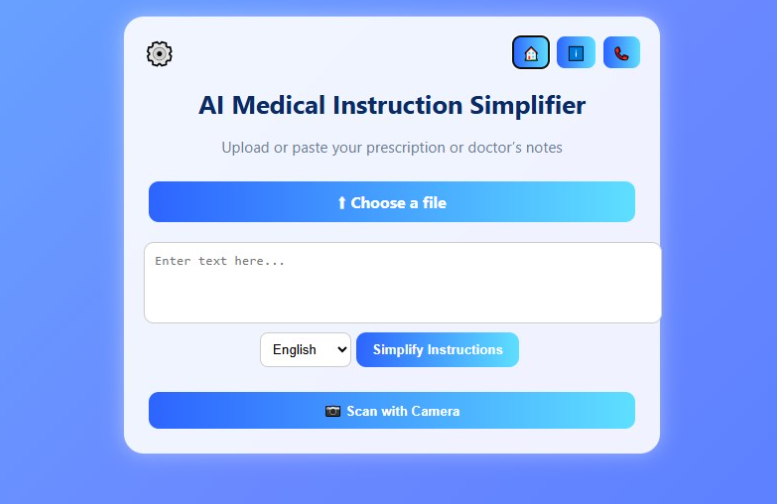 AI Medical Instruction Simplifier
Upload or paste your prescription or doctor's notes
⬆ Choose a file
Enter text here...
English
Simplify Instructions
📷 Scan with Camera